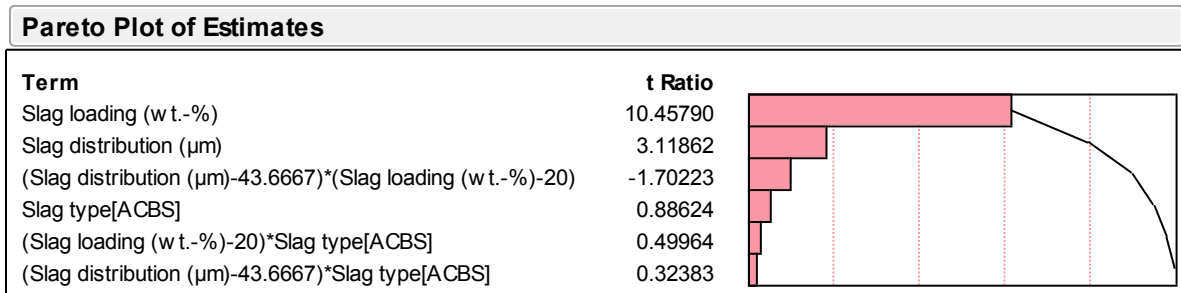 Pareto Plot of Estimates
Term t Ratio
Slag loading (wt.-%) 10.45790
Slag distribution (µm) 3.11862
(Slag distribution (µm)-43.6667)*(Slag loading (wt.-%)-20) -1.70223
Slag type[ACBS] 0.88624
(Slag loading (wt.-%)-20)*Slag type[ACBS] 0.49964
(Slag distribution (µm)-43.6667)*Slag type[ACBS] 0.32383